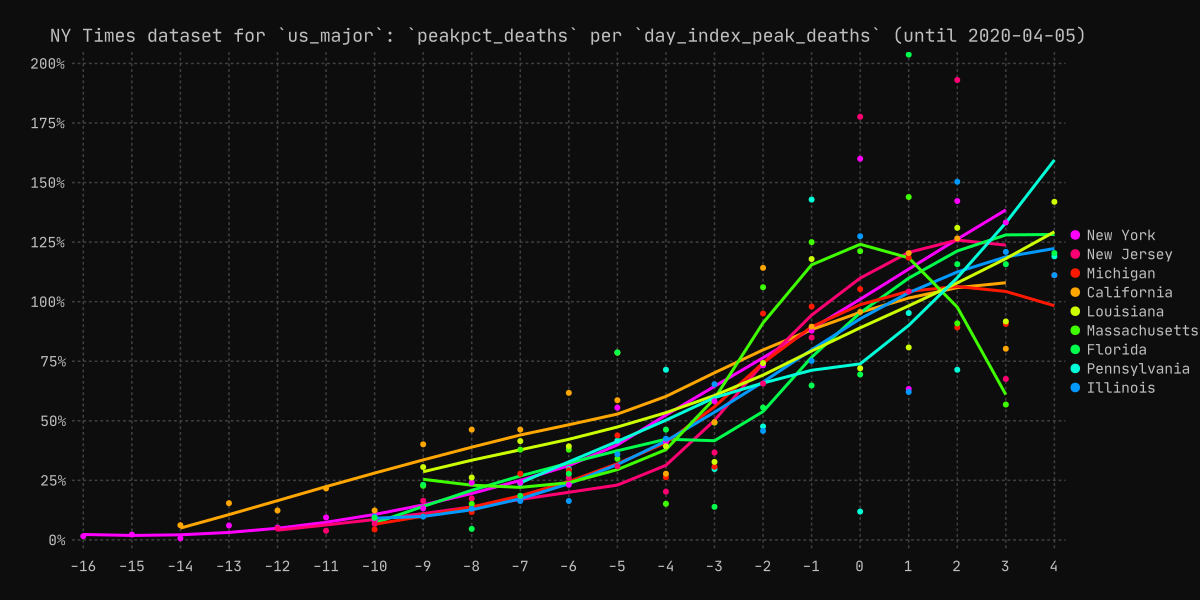 NY Times dataset for `us_major`: `peakpct_deaths` per `day_index_peak_deaths` (until 2020-04-05)
200%
175%
150%
125%
100%
75%
50%
25%
0%
-16 -15 -14 -13 -12 -11 -10 -9 -8 -7 -6 -5 -4 -3 -2 -1 0 1 2 3 4
New York
New Jersey
Michigan
California
Louisiana
Massachusetts
Florida
Pennsylvania
Illinois